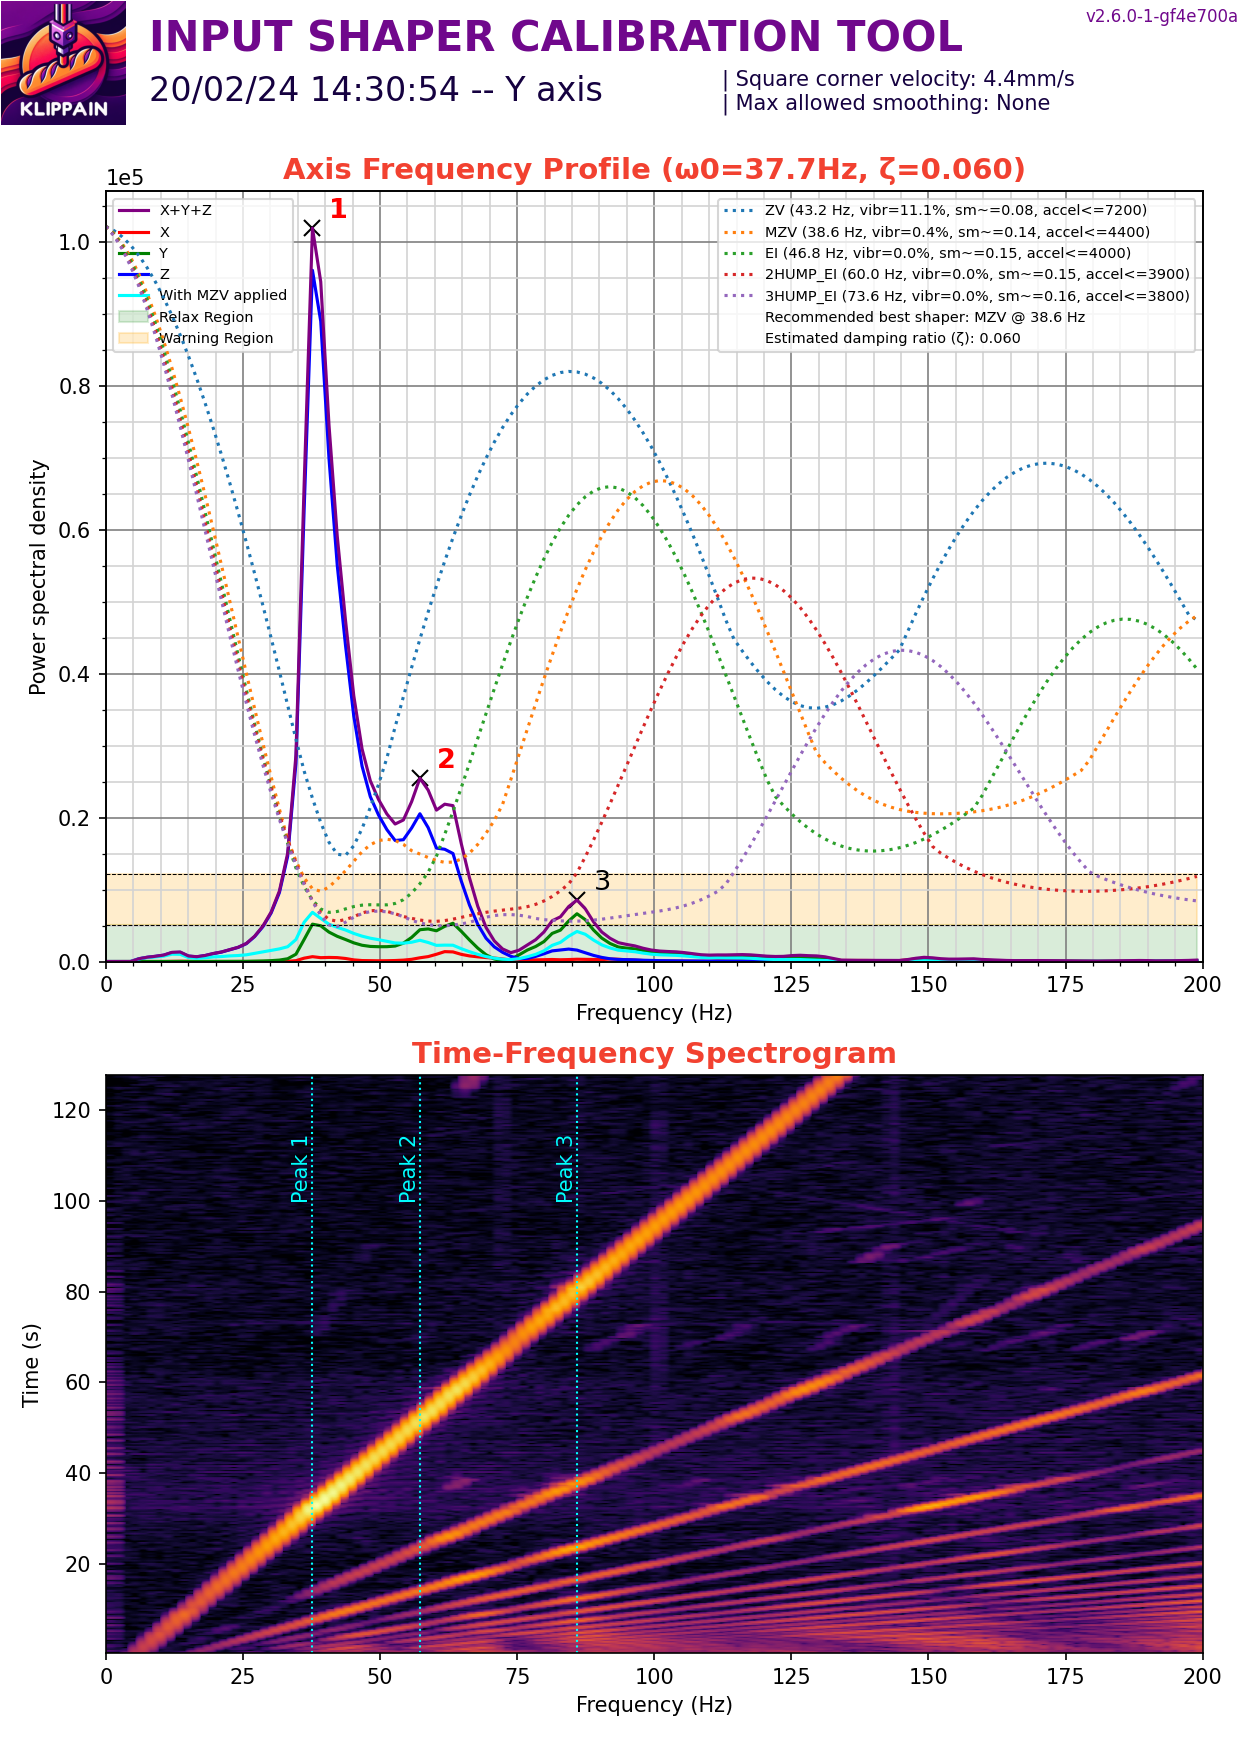 KLIPPAIN
INPUT SHAPER CALIBRATION TOOL
v2.6.0-1-gf4e700a
20/02/24 14:30:54 -- Y axis
| Square corner velocity: 4.4mm/s
| Max allowed smoothing: None
Axis Frequency Profile (ω0=37.7Hz, ζ=0.060)
1e5
X+Y+Z
X
Y
Z
With MZV applied
Relax Region
Warning Region
ZV (43.2 Hz, vibr=11.1%, sm~=0.08, accel<=7200)
MZV (38.6 Hz, vibr=0.4%, sm~=0.14, accel<=4400)
EI (46.8 Hz, vibr=0.0%, sm~=0.15, accel<=4000)
2HUMP_EI (60.0 Hz, vibr=0.0%, sm~=0.15, accel<=3900)
3HUMP_EI (73.6 Hz, vibr=0.0%, sm~=0.16, accel<=3800)
Recommended best shaper: MZV @ 38.6 Hz
Estimated damping ratio (ζ): 0.060
1
2
3
Power spectral density
1.0
0.8
0.6
0.4
0.2
0.0
0 25 50 75 100 125 150 175 200
Frequency (Hz)
Time-Frequency Spectrogram
Peak 1
Peak 2
Peak 3
Time (s)
120
100
80
60
40
20
0 25 50 75 100 125 150 175 200
Frequency (Hz)